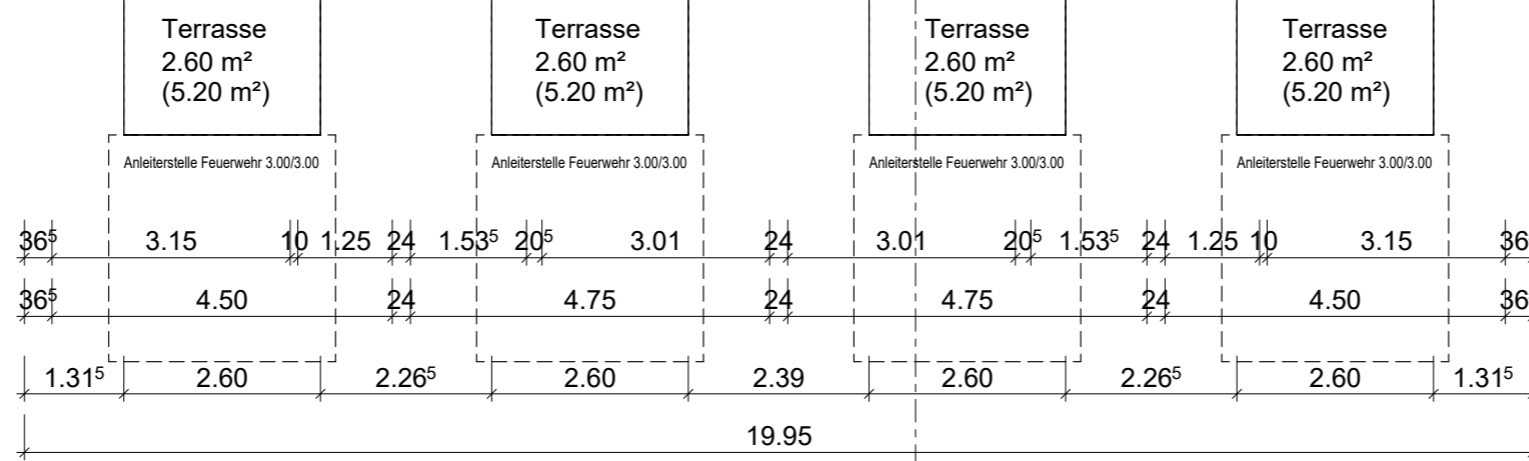 Terrasse Terrasse Terrasse Terrasse
2.60 m² 2.60 m² 2.60 m² 2.60 m²
(5.20 m²) (5.20 m²) (5.20 m²) (5.20 m²)
Anleiterstelle Feuerwehr 3.00/3.00 Anleiterstelle Feuerwehr 3.00/3.00 Anleiterstelle Feuerwehr 3.00/3.00 Anleiterstelle Feuerwehr 3.00/3.00
36⁵ 3.15 10 1.25 24 1.53⁵ 20⁵ 3.01 24 3.01 20⁵ 1.53⁵ 24 1.25 10 3.15 36
36⁵ 4.50 24 4.75 24 4.75 24 4.50 36
1.31⁵ 2.60 2.26⁵ 2.60 2.39 2.60 2.26⁵ 2.60 1.31⁵
19.95